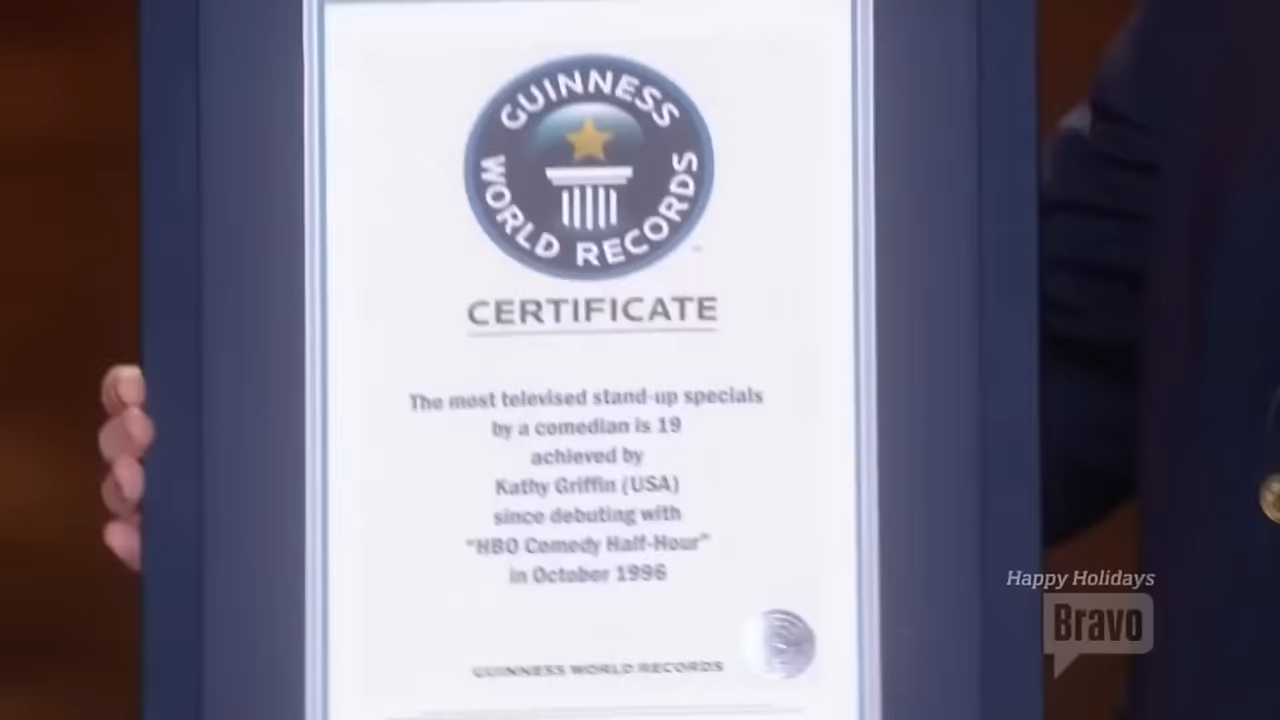 GUINNESS
WORLD RECORDS
CERTIFICATE
The most televised stand-up specials
by a comedian is 19
achieved by
Kathy Griffin (USA)
since debuting with
"HBO Comedy Half-Hour"
in October 1996
GUINNESS WORLD RECORDS
Happy Holidays
Bravo